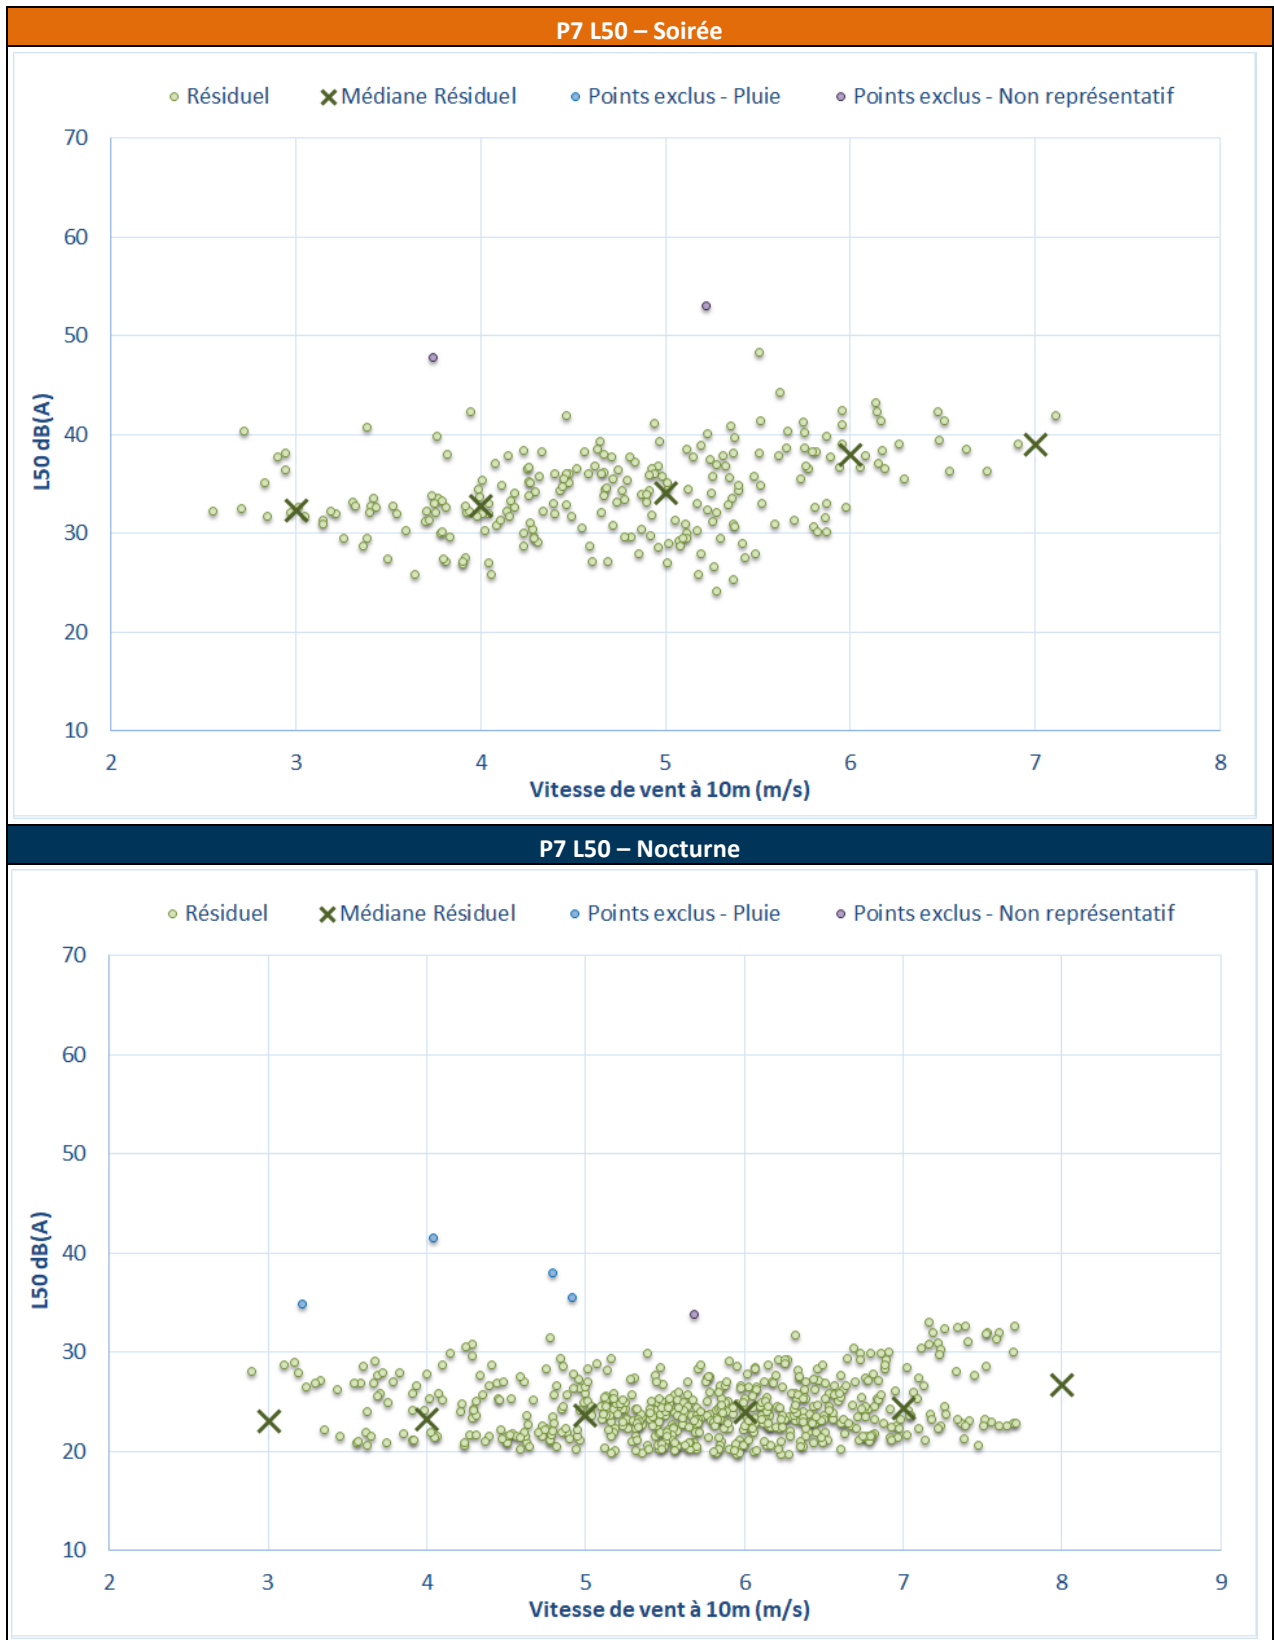 P7 L50 – Soirée
Résiduel Médiane Résiduel Points exclus - Pluie Points exclus - Non représentatif
70
60
50
40
30
20
10
L50 dB(A)
2 3 4 5 6 7 8
Vitesse de vent à 10m (m/s)
P7 L50 – Nocturne
Résiduel Médiane Résiduel Points exclus - Pluie Points exclus - Non représentatif
70
60
50
40
30
20
10
L50 dB(A)
2 3 4 5 6 7 8 9
Vitesse de vent à 10m (m/s)